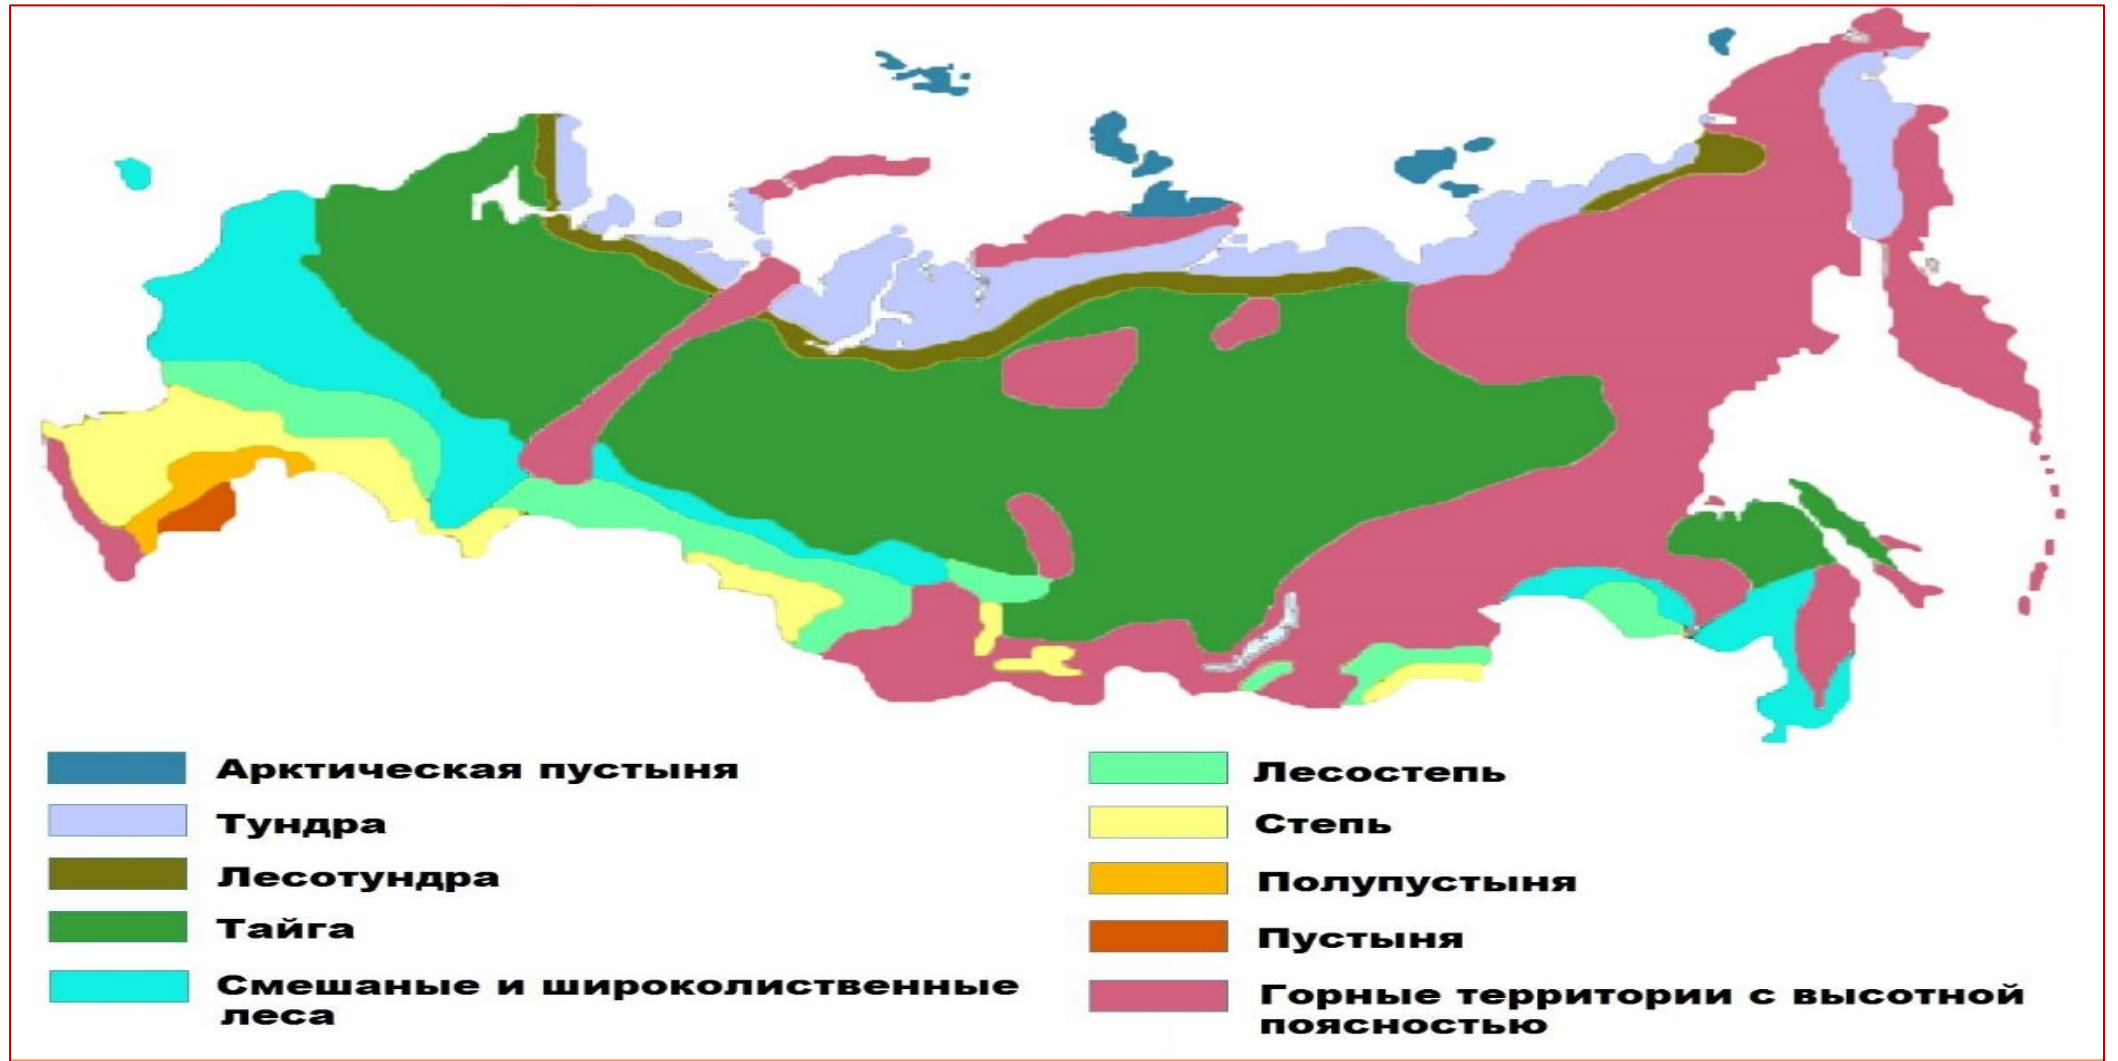 Арктическая пустыня
Тундра
Лесотундра
Тайга
Смешаные и широколиственные
леса
Лесостепь
Степь
Полупустыня
Пустыня
Горные территории с высотной
поясностью